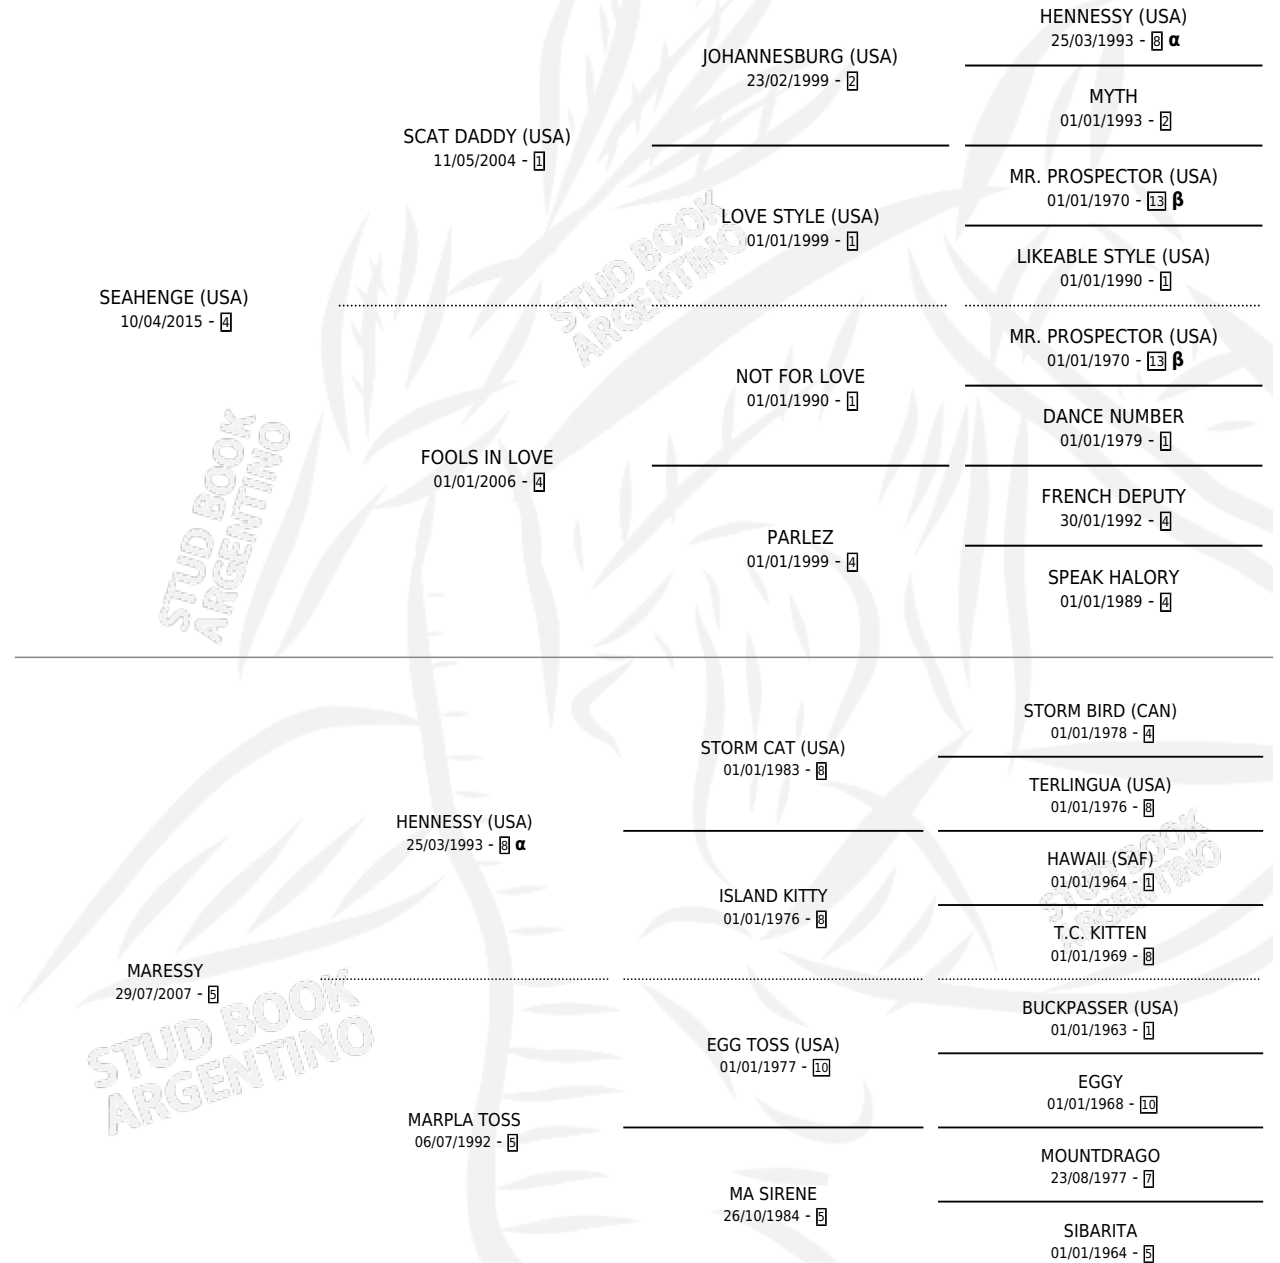 HENNESSY (USA)
25/03/1993 - 8 α
JOHANNESBURG (USA)
23/02/1999 - 2
MYTH
01/01/1993 - 2
SCAT DADDY (USA)
11/05/2004 - 1
MR. PROSPECTOR (USA)
01/01/1970 - 13 β
LOVE STYLE (USA)
01/01/1999 - 1
LIKEABLE STYLE (USA)
01/01/1990 - 1
SEAHENGE (USA)
10/04/2015 - 4
MR. PROSPECTOR (USA)
01/01/1970 - 13 β
NOT FOR LOVE
01/01/1990 - 1
DANCE NUMBER
01/01/1979 - 1
FOOLS IN LOVE
01/01/2006 - 4
FRENCH DEPUTY
30/01/1992 - 4
PARLEZ
01/01/1999 - 4
SPEAK HALORY
01/01/1989 - 4
STORM BIRD (CAN)
01/01/1978 - 4
STORM CAT (USA)
01/01/1983 - 8
TERLINGUA (USA)
01/01/1976 - 8
HENNESSY (USA)
25/03/1993 - 8 α
HAWAII (SAF)
01/01/1964 - 1
ISLAND KITTY
01/01/1976 - 8
T.C. KITTEN
01/01/1969 - 8
MARESSY
29/07/2007 - 5
BUCKPASSER (USA)
01/01/1963 - 1
EGG TOSS (USA)
01/01/1977 - 10
EGGY
01/01/1968 - 10
MARPLA TOSS
06/07/1992 - 5
MOUNTDRAGO
23/08/1977 - 7
MA SIRENE
26/10/1984 - 5
SIBARITA
01/01/1964 - 5
STUD BOOK
ARGENTINO
STUD BOOK
ARGENTINO
STUD BOOK
ARGENTINO
STUD BOOK
ARGENTINO